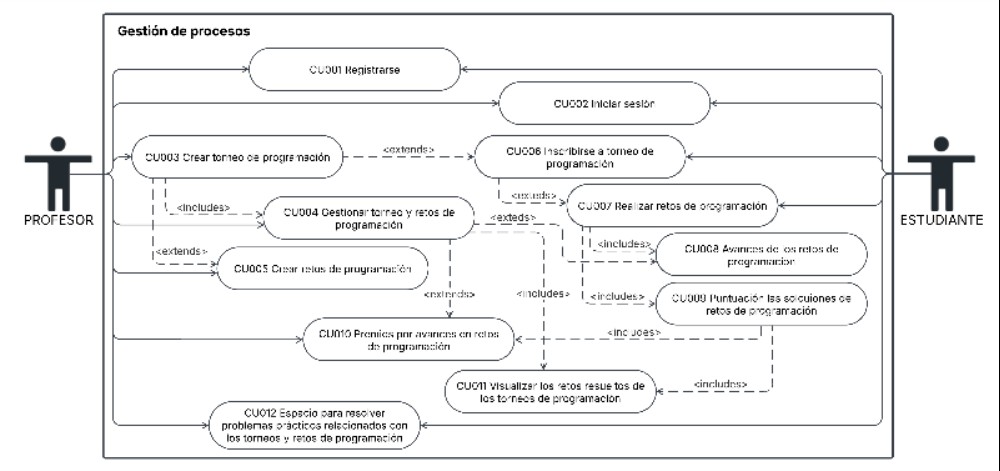 Gestión de procesos
CU001 Registrarse
CU002 Iniciar sesión
CU003 Crear torneo de programación
<extends>
CU006 Inscribirse a torneo de
programación
<includes>
<exteds>
CU007 Realizar retos de programación
PROFESOR
ESTUDIANTE
CU004 Gestionar torneo y retos de
programación
<exteds>
<includes>
CU008 Avances de los retos de
programación
<extends>
CU005 Crear retos de programación
<extends>
<includes>
<includes>
CU009 Puntuación las soluiones de
retos de programación
CU010 Premios por avances en retos
de programación
<includes>
CU011 Visualizar los retos resueltos de
los torneos de programación
<includes>
CU012 Espacio para resolver
problemas prácticos relacionados con
los torneos y retos de programación